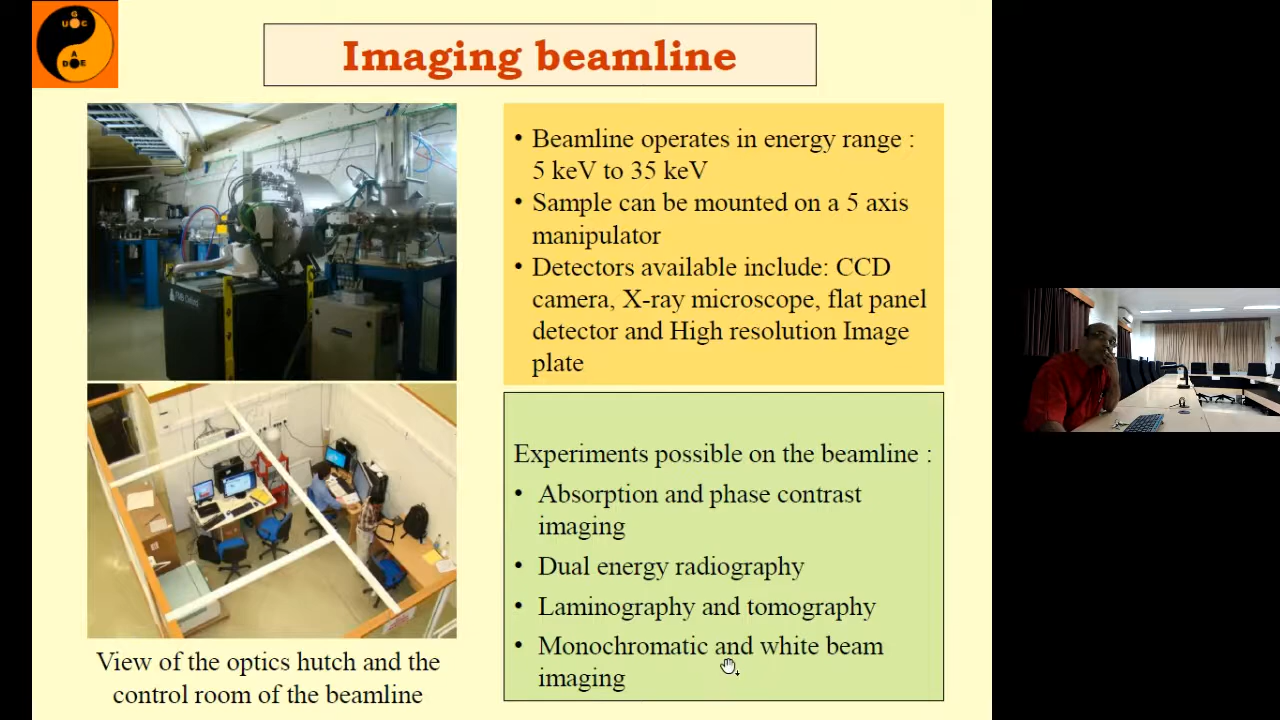 G
U G C
A
D E
Imaging beamline
• Beamline operates in energy range :
5 keV to 35 keV
• Sample can be mounted on a 5 axis
manipulator
• Detectors available include: CCD
camera, X-ray microscope, flat panel
detector and High resolution Image
plate
Experiments possible on the beamline :
• Absorption and phase contrast
imaging
• Dual energy radiography
• Laminography and tomography
• Monochromatic and white beam
imaging
View of the optics hutch and the
control room of the beamline